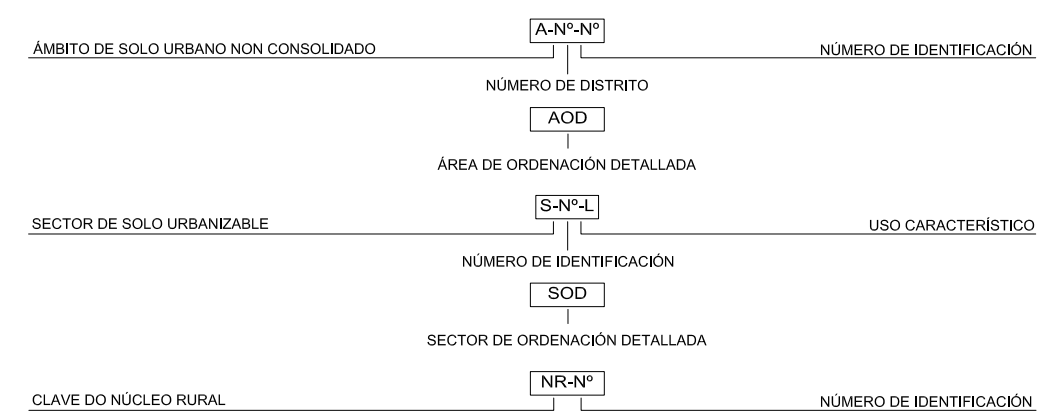 A-Nº-Nº
ÁMBITO DE SOLO URBANO NON CONSOLIDADO
NÚMERO DE IDENTIFICACIÓN
NÚMERO DE DISTRITO
AOD
ÁREA DE ORDENACIÓN DETALLADA
S-Nº-L
SECTOR DE SOLO URBANIZABLE
USO CARACTERÍSTICO
NÚMERO DE IDENTIFICACIÓN
SOD
SECTOR DE ORDENACIÓN DETALLADA
NR-Nº
CLAVE DO NÚCLEO RURAL
NÚMERO DE IDENTIFICACIÓN